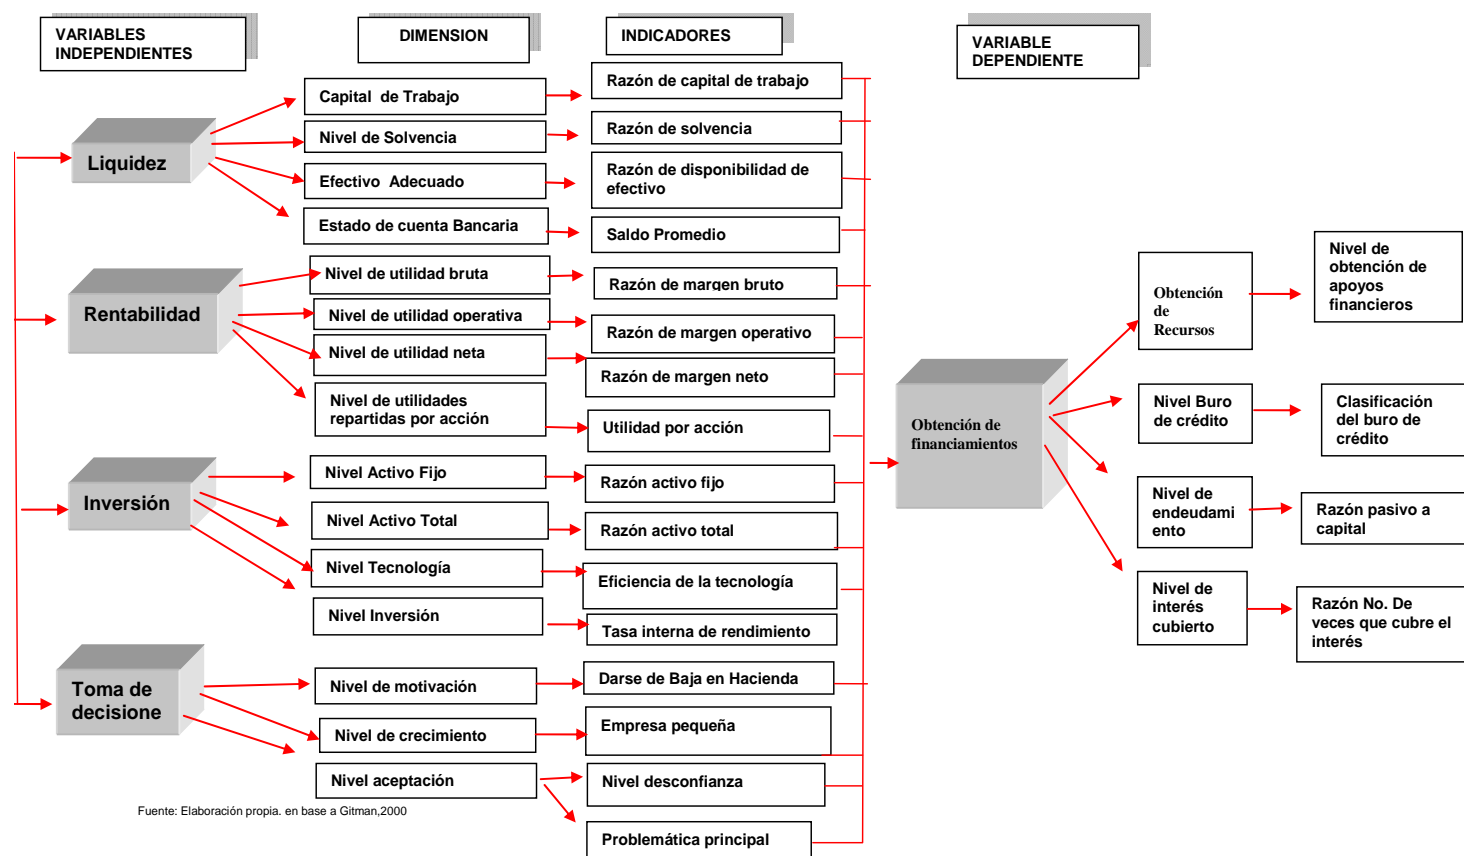 VARIABLES
INDEPENDIENTES
DIMENSION
INDICADORES
VARIABLE
DEPENDIENTE
Liquidez
Capital de Trabajo
Razón de capital de trabajo
Nivel de Solvencia
Razón de solvencia
Efectivo Adecuado
Razón de disponibilidad de
efectivo
Estado de cuenta Bancaria
Saldo Promedio
Rentabilidad
Nivel de utilidad bruta
Razón de margen bruto
Nivel de utilidad operativa
Razón de margen operativo
Nivel de utilidad neta
Razón de margen neto
Nivel de utilidades
repartidas por acción
Utilidad por acción
Inversión
Nivel Activo Fijo
Razón activo fijo
Nivel Activo Total
Razón activo total
Nivel Tecnología
Eficiencia de la tecnología
Nivel Inversión
Tasa interna de rendimiento
Toma de
decisione
Nivel de motivación
Darse de Baja en Hacienda
Nivel de crecimiento
Empresa pequeña
Nivel aceptación
Nivel desconfianza
Problemática principal
Obtención de
financiamientos
Obtención
de
Recursos
Nivel de
obtención de
apoyos
financieros
Nivel Buro
de crédito
Clasificación
del buro de
crédito
Nivel de
endeudami
ento
Razón pasivo a
capital
Nivel de
interés
cubierto
Razón No. De
veces que cubre el
interés
Fuente: Elaboración propia. en base a Gitman,2000